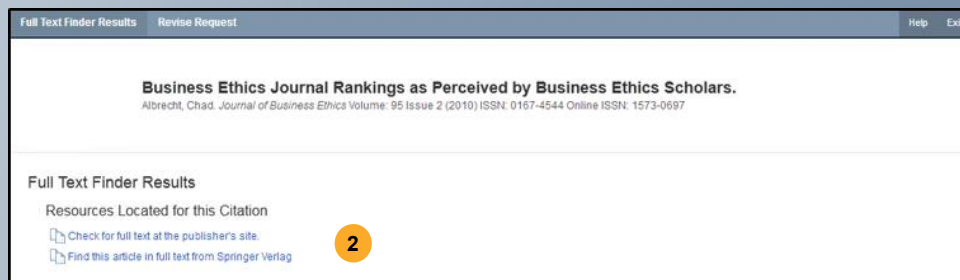 Full Text Finder Results Revise Request Help Exi
Business Ethics Journal Rankings as Perceived by Business Ethics Scholars.
Albrecht, Chad. Journal of Business Ethics Volume: 95 Issue 2 (2010) ISSN: 0167-4544 Online ISSN: 1573-0697
Full Text Finder Results
Resources Located for this Citation
Check for full text at the publisher's site.
Find this article in full text from Springer Verlag
2